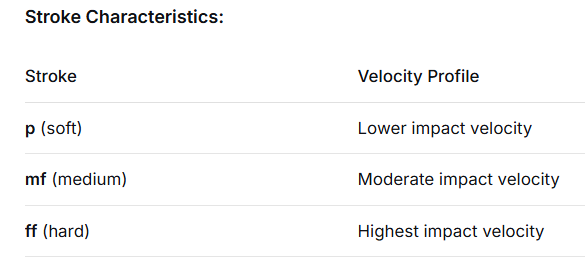 Stroke Characteristics:
Stroke Velocity Profile
p (soft) Lower impact velocity
mf (medium) Moderate impact velocity
ff (hard) Highest impact velocity